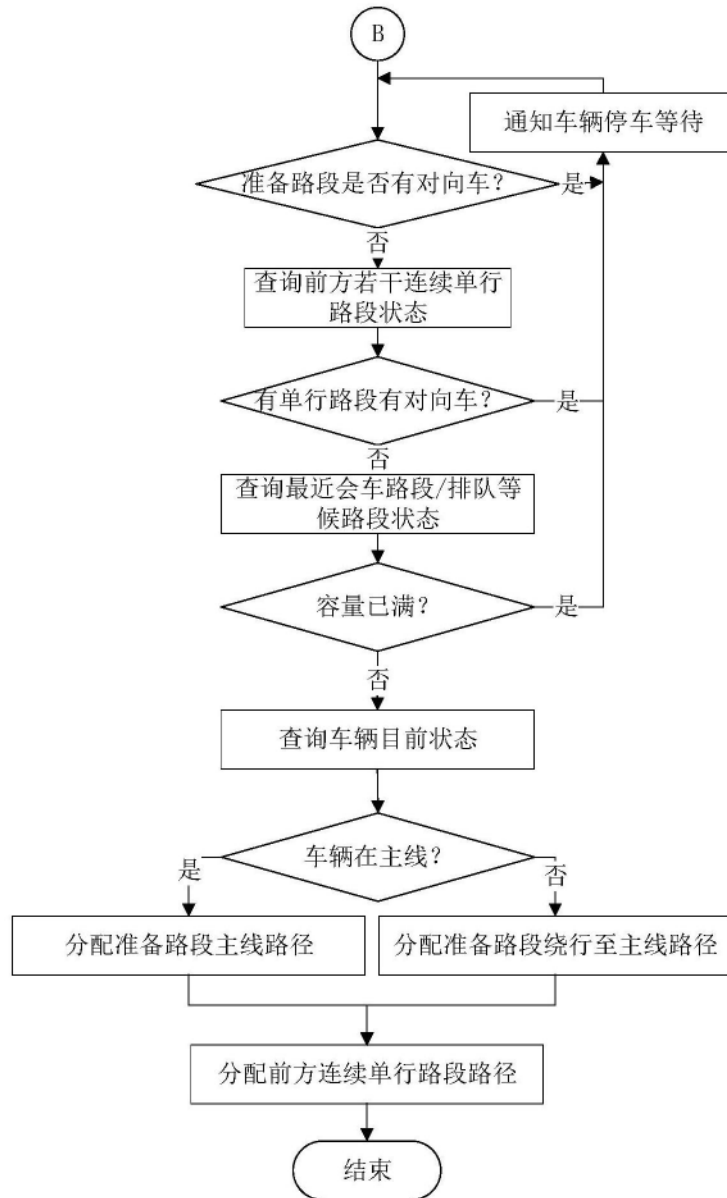 B
通知车辆停车等待
准备路段是否有对向车?
是
否
查询前方若干连续单行
路段状态
有单行路段有对向车?
是
否
查询最近会车路段/排队等
候路段状态
容量已满?
是
否
查询车辆目前状态
车辆在主线?
是
否
分配准备路段主线路径
分配准备路段绕行至主线路径
分配前方连续单行路段路径
结束